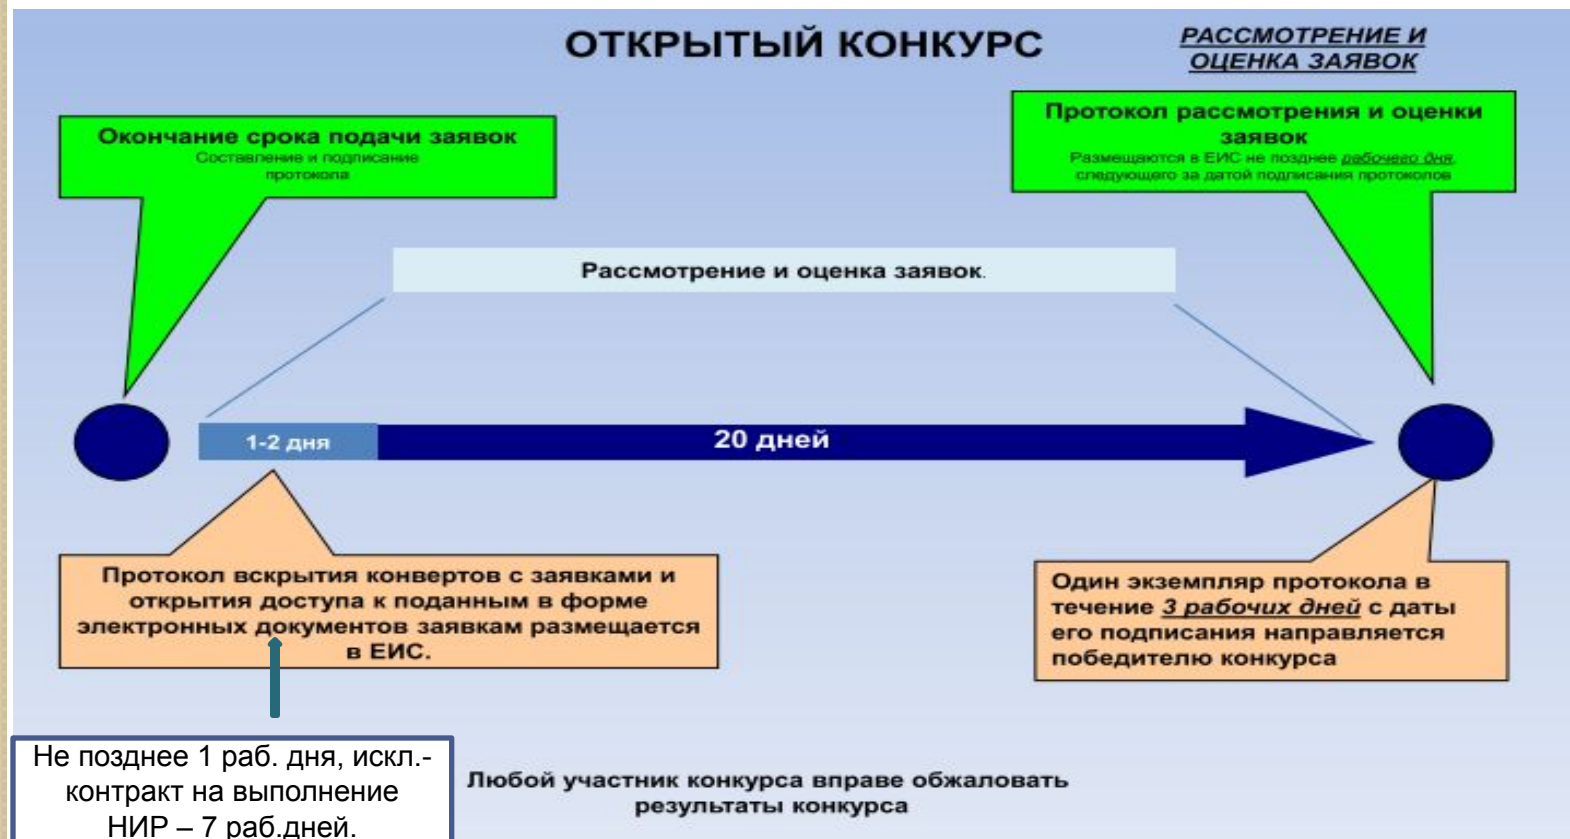 ОТКРЫТЫЙ КОНКУРС
РАССМОТРЕНИЕ И
ОЦЕНКА ЗАЯВОК
Окончание срока подачи заявок
Составление и подписание
протокола
Протокол рассмотрения и оценки
заявок
Размещаются в ЕИС не позднее рабочего дня,
следующего за датой подписания протоколов
Рассмотрение и оценка заявок.
1-2 дня
20 дней
Протокол вскрытия конвертов с заявками и
открытия доступа к поданным в форме
электронных документов заявкам размещается
в ЕИС.
Один экземпляр протокола в
течение 3 рабочих дней с даты
его подписания направляется
победителю конкурса
Не позднее 1 раб. дня, искл.-
контракт на выполнение
НИР – 7 раб.дней.
Любой участник конкурса вправе обжаловать
результаты конкурса